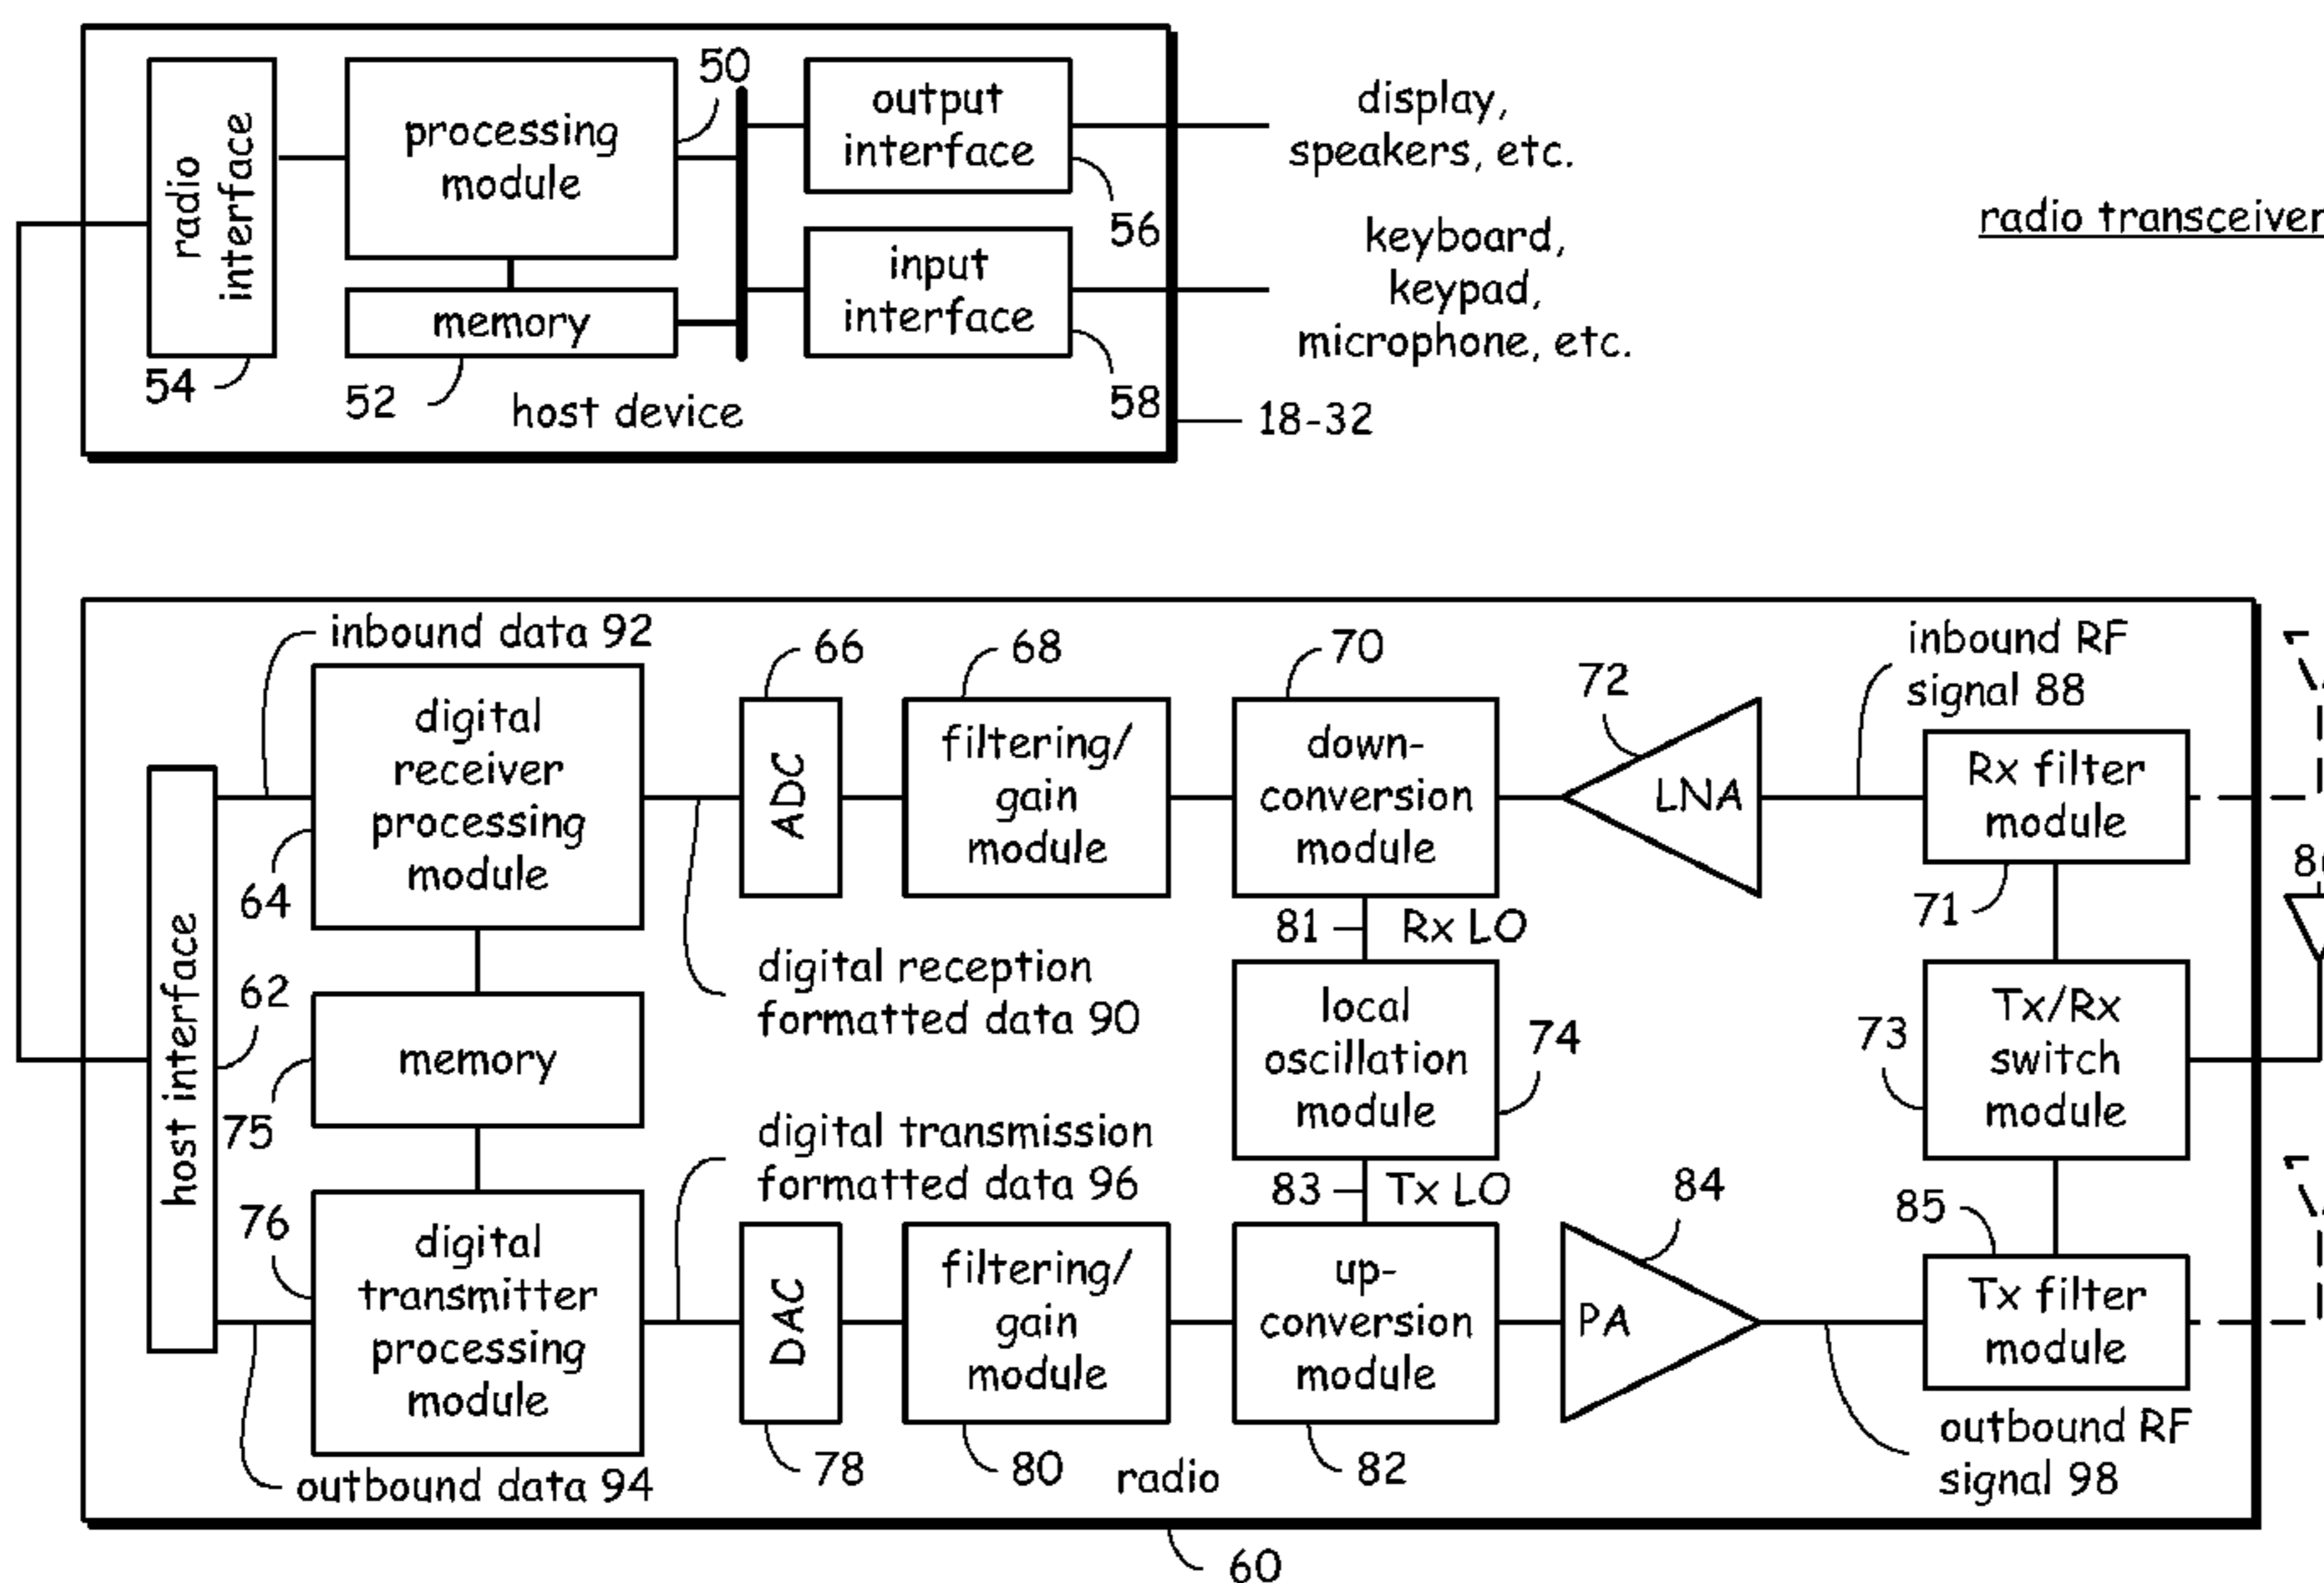 50
output
interface
processing
module
radio
interface
display,
speakers, etc.
56
radio transceiver
input
interface
keyboard,
keypad,
microphone, etc.
memory
54
52
host device
58
18-32
inbound data 92
66
68
70
72
inbound RF
signal 88
digital
receiver
processing
module
ADC
filtering/
gain
module
down-
conversion
module
LNA
Rx filter
module
64
71
81
Rx LO
host interface
62
digital reception
formatted data 90
local
oscillation
module
74
73
Tx/Rx
switch
module
memory
75
digital transmission
formatted data 96
83
Tx LO
84
85
76
digital
transmitter
processing
module
DAC
filtering/
gain
module
up-
conversion
module
PA
Tx filter
module
outbound data 94
78
80
radio
82
outbound RF
signal 98
60